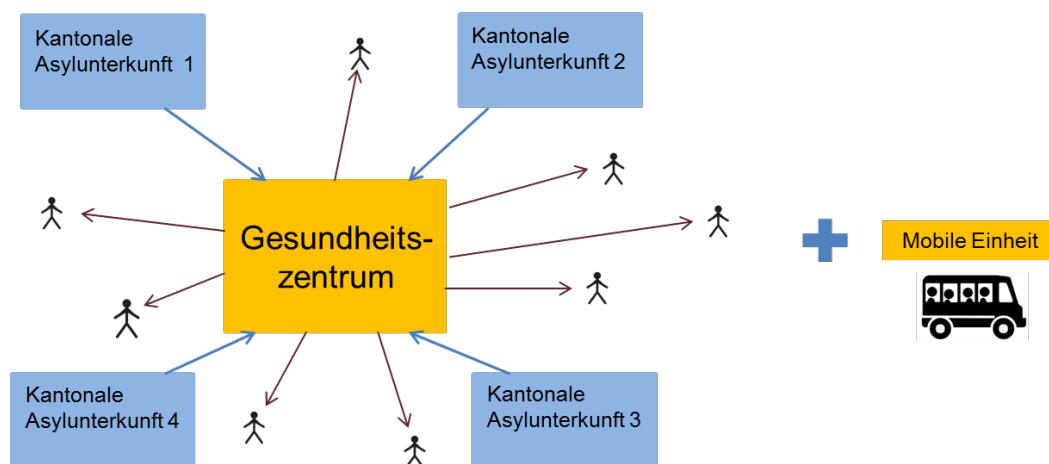 Kantonale
Asylunterkunft 1
Kantonale
Asylunterkunft 2
Gesundheits-
zentrum
Mobile Einheit
Kantonale
Asylunterkunft 4
Kantonale
Asylunterkunft 3